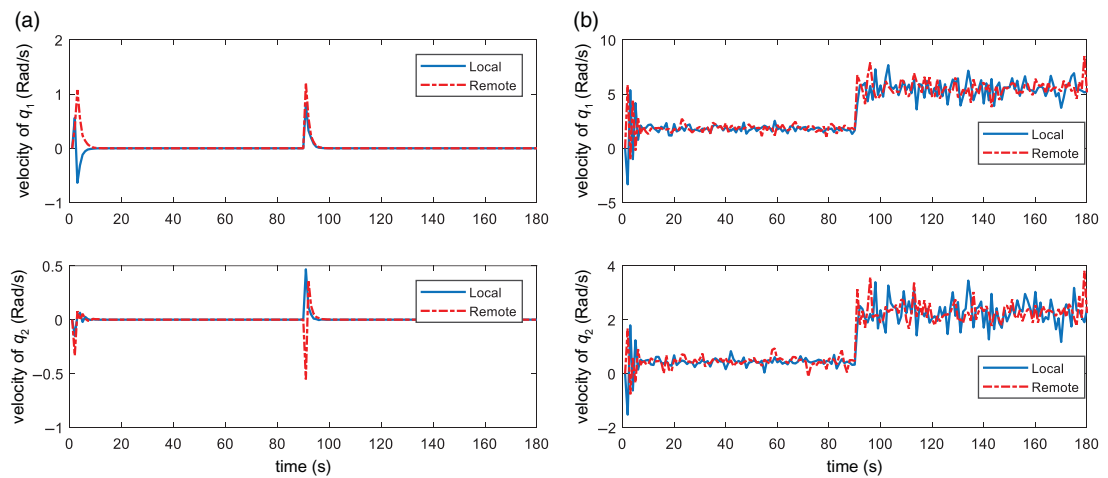 (a)
velocity of q1 (Rad/s)
2
1
0
–1
0 20 40 60 80 100 120 140 160 180
Local
Remote
velocity of q2 (Rad/s)
0.5
0
–0.5
–1
0 20 40 60 80 100 120 140 160 180
Local
Remote
time (s)
(b)
velocity of q1 (Rad/s)
10
5
0
–5
0 20 40 60 80 100 120 140 160 180
Local
Remote
velocity of q2 (Rad/s)
4
2
0
–2
0 20 40 60 80 100 120 140 160 180
Local
Remote
time (s)